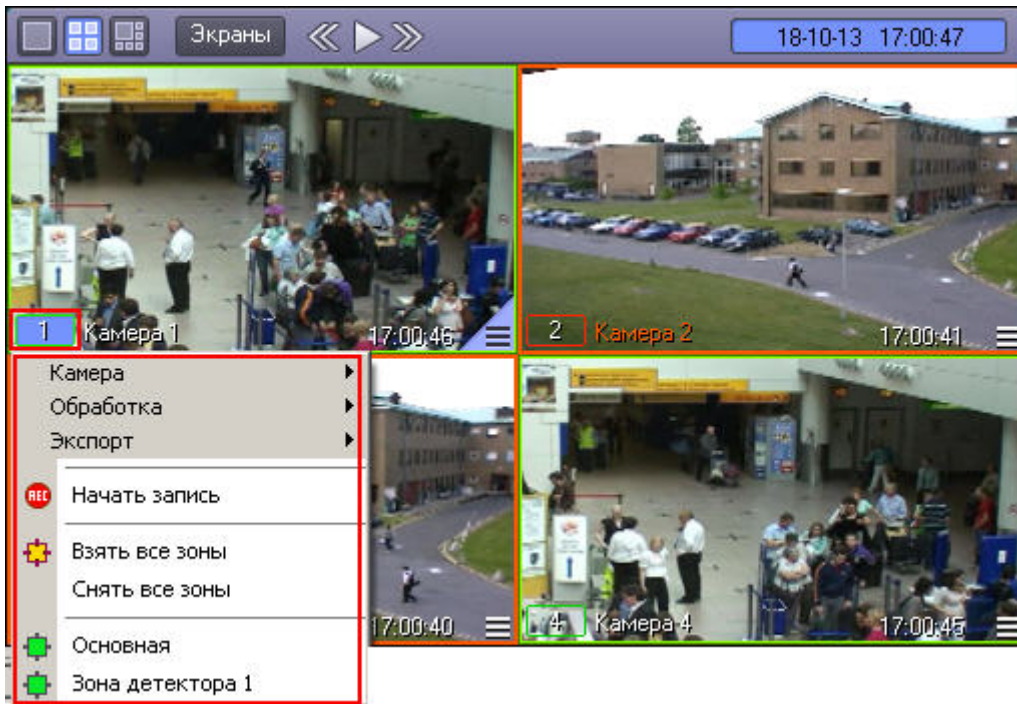 Экраны
18-10-13 17:00:47
1 Камера 1 17:00:46
2 Камера 2 17:00:41
Камера
Обработка
Экспорт
REC Начать запись
Взять все зоны
Снять все зоны
17:00:40
4 Камера 4 17:00:45
Основная
Зона детектора 1